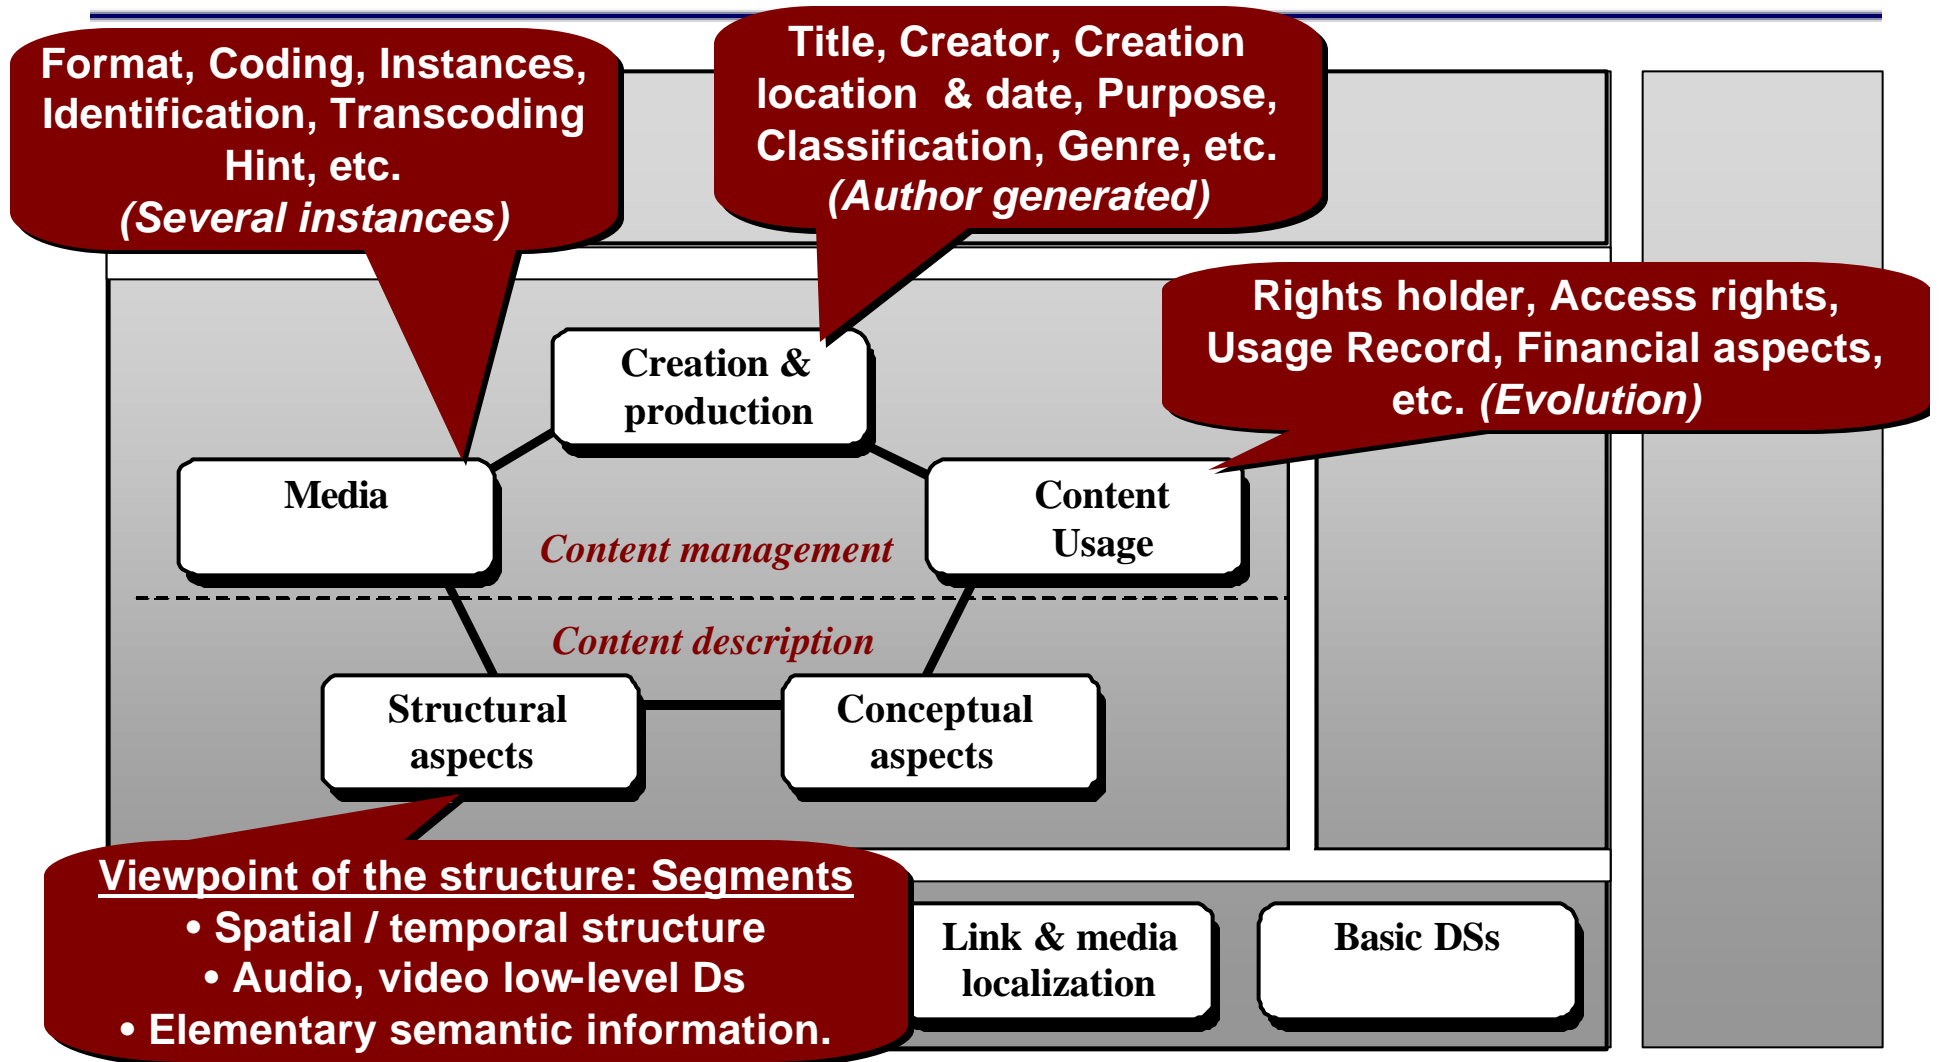 Format, Coding, Instances,
Identification, Transcoding
Hint, etc.
(Several instances)
Title, Creator, Creation
location & date, Purpose,
Classification, Genre, etc.
(Author generated)
Rights holder, Access rights,
Usage Record, Financial aspects,
etc. (Evolution)
Creation &
production
Media
Content
Usage
Content management
Content description
Structural
aspects
Conceptual
aspects
Viewpoint of the structure: Segments
• Spatial / temporal structure
• Audio, video low-level Ds
• Elementary semantic information.
Link & media
localization
Basic DSs